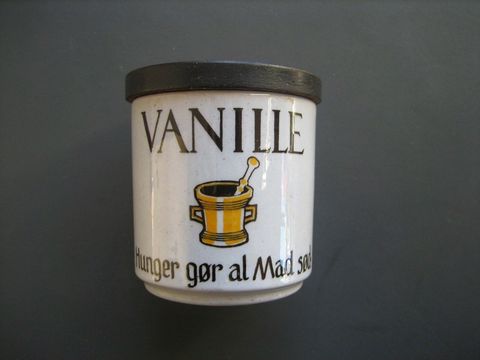 VANILLE
Hunger gør al Mad sød